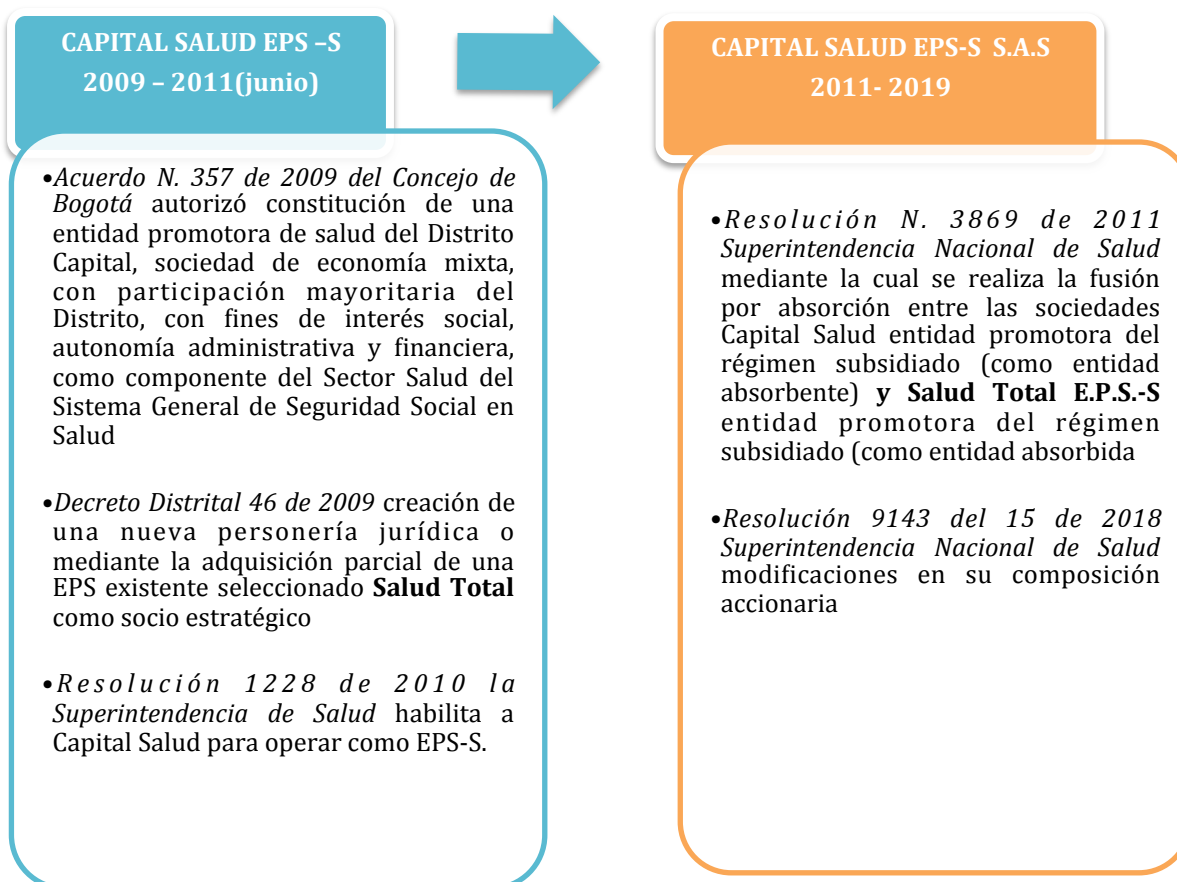 CAPITAL SALUD EPS –S
2009 – 2011(junio)
•Acuerdo N. 357 de 2009 del Concejo de
Bogotá autorizó constitución de una
entidad promotora de salud del Distrito
Capital, sociedad de economía mixta,
con participación mayoritaria del
Distrito, con fines de interés social,
autonomía administrativa y financiera,
como componente del Sector Salud del
Sistema General de Seguridad Social en
Salud
•Decreto Distrital 46 de 2009 creación de
una nueva personería jurídica o
mediante la adquisición parcial de una
EPS existente seleccionado Salud Total
como socio estratégico
•Resolución 1228 de 2010 la
Superintendencia de Salud habilita a
Capital Salud para operar como EPS-S.
CAPITAL SALUD EPS-S S.A.S
2011- 2019
•Resolución N. 3869 de 2011
Superintendencia Nacional de Salud
mediante la cual se realiza la fusión
por absorción entre las sociedades
Capital Salud entidad promotora del
régimen subsidiado (como entidad
absorbente) y Salud Total E.P.S.-S
entidad promotora del régimen
subsidiado (como entidad absorbida
•Resolución 9143 del 15 de 2018
Superintendencia Nacional de Salud
modificaciones en su composición
accionaria